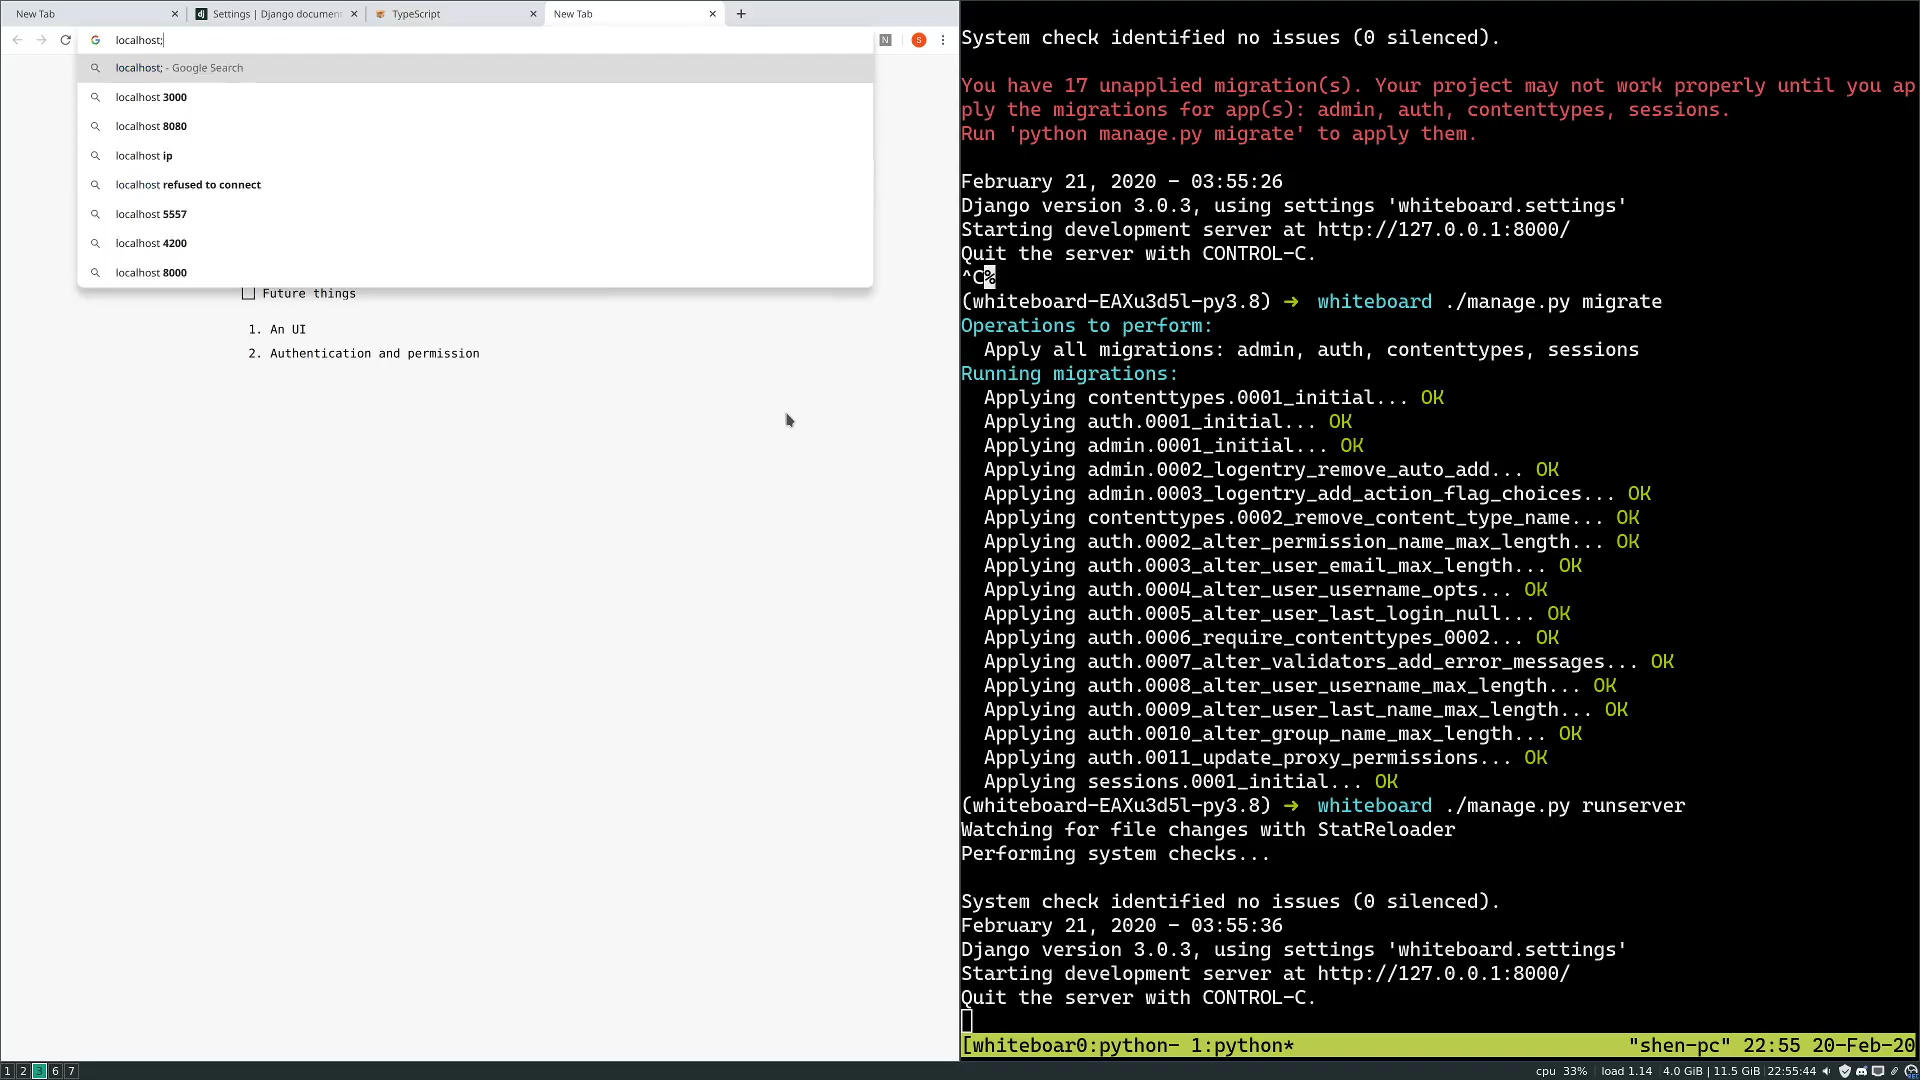 New Tab
Settings | Django document
TypeScript
New Tab
localhost;
N
S
localhost; - Google Search
localhost 3000
localhost 8080
localhost ip
localhost refused to connect
localhost 5557
localhost 4200
localhost 8000
Future things
1. An UI
2. Authentication and permission
System check identified no issues (0 silenced).
You have 17 unapplied migration(s). Your project may not work properly until you ap
ply the migrations for app(s): admin, auth, contenttypes, sessions.
Run 'python manage.py migrate' to apply them.
February 21, 2020 - 03:55:26
Django version 3.0.3, using settings 'whiteboard.settings'
Starting development server at http://127.0.0.1:8000/
Quit the server with CONTROL-C.
^C%
(whiteboard-EAXu3d5l-py3.8) ➜ whiteboard ./manage.py migrate
Operations to perform:
Apply all migrations: admin, auth, contenttypes, sessions
Running migrations:
Applying contenttypes.0001_initial... OK
Applying auth.0001_initial... OK
Applying admin.0001_initial... OK
Applying admin.0002_logentry_remove_auto_add... OK
Applying admin.0003_logentry_add_action_flag_choices... OK
Applying contenttypes.0002_remove_content_type_name... OK
Applying auth.0002_alter_permission_name_max_length... OK
Applying auth.0003_alter_user_email_max_length... OK
Applying auth.0004_alter_user_username_opts... OK
Applying auth.0005_alter_user_last_login_null... OK
Applying auth.0006_require_contenttypes_0002... OK
Applying auth.0007_alter_validators_add_error_messages... OK
Applying auth.0008_alter_user_username_max_length... OK
Applying auth.0009_alter_user_last_name_max_length... OK
Applying auth.0010_alter_group_name_max_length... OK
Applying auth.0011_update_proxy_permissions... OK
Applying sessions.0001_initial... OK
(whiteboard-EAXu3d5l-py3.8) ➜ whiteboard ./manage.py runserver
Watching for file changes with StatReloader
Performing system checks...
System check identified no issues (0 silenced).
February 21, 2020 - 03:55:36
Django version 3.0.3, using settings 'whiteboard.settings'
Starting development server at http://127.0.0.1:8000/
Quit the server with CONTROL-C.
[whiteboar0:python- 1:python* "shen-pc" 22:55 20-Feb-20
1 2 3 6 7 cpu 33% load 1.14 4.0 GiB | 11.5 GiB 22:55:44